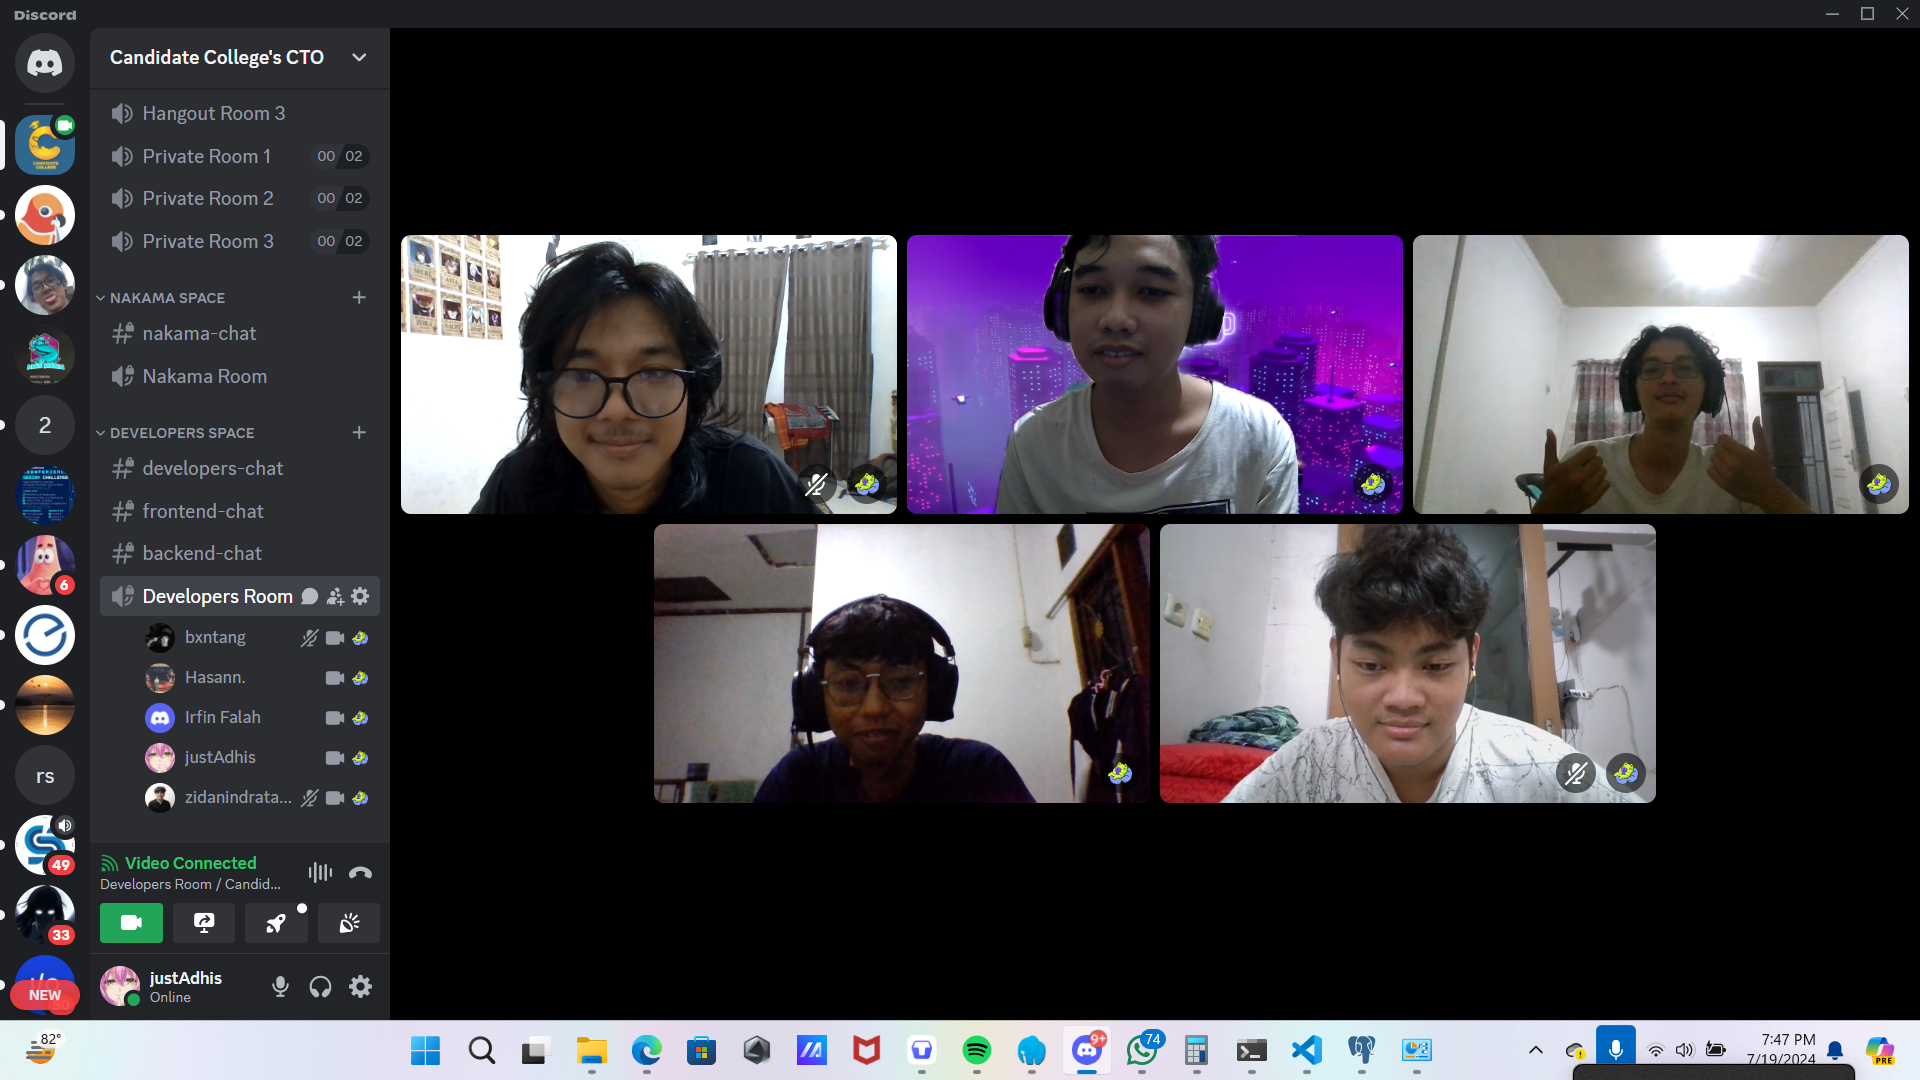 Discord
Candidate College's CTO
Hangout Room 3
Private Room 1 00 02
Private Room 2 00 02
Private Room 3 00 02
NAKAMA SPACE
nakama-chat
Nakama Room
DEVELOPERS SPACE
developers-chat
frontend-chat
backend-chat
Developers Room
bxntang
Hasann.
Irfin Falah
justAdhis
zidanindrata...
Video Connected
Developers Room / Candid...
justAdhis
Online
CANDIDATE
COLLEGE
2
6
rs
49
33
NEW
82°
9+
74
7:47 PM
7/19/2024
PRE